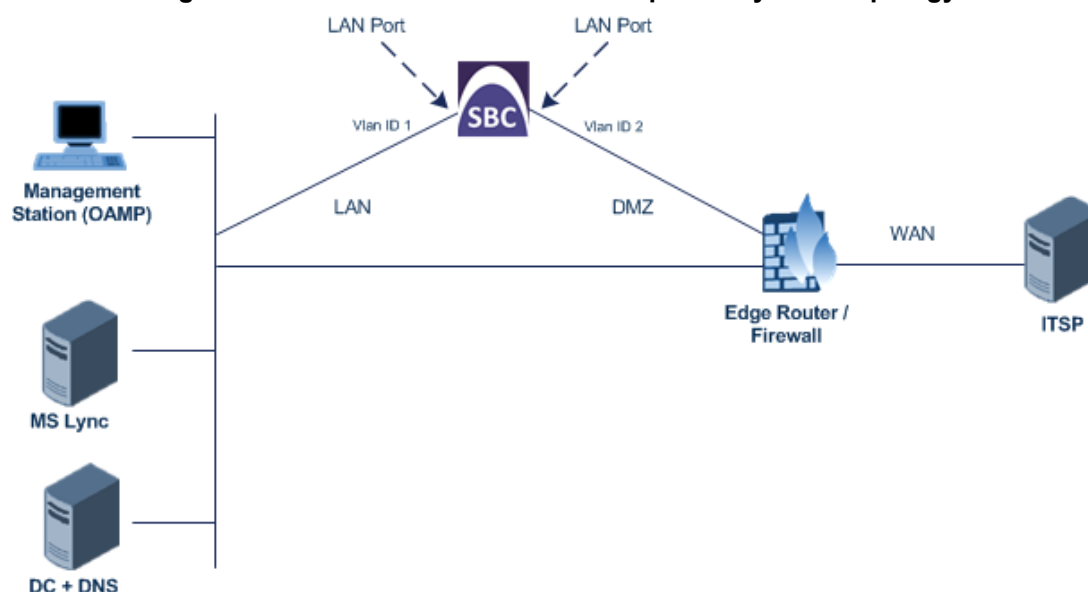 LAN Port
LAN Port
SBC
Vlan ID 1
Vlan ID 2
Management
Station (OAMP)
LAN
DMZ
WAN
Edge Router /
Firewall
ITSP
MS Lync
DC + DNS